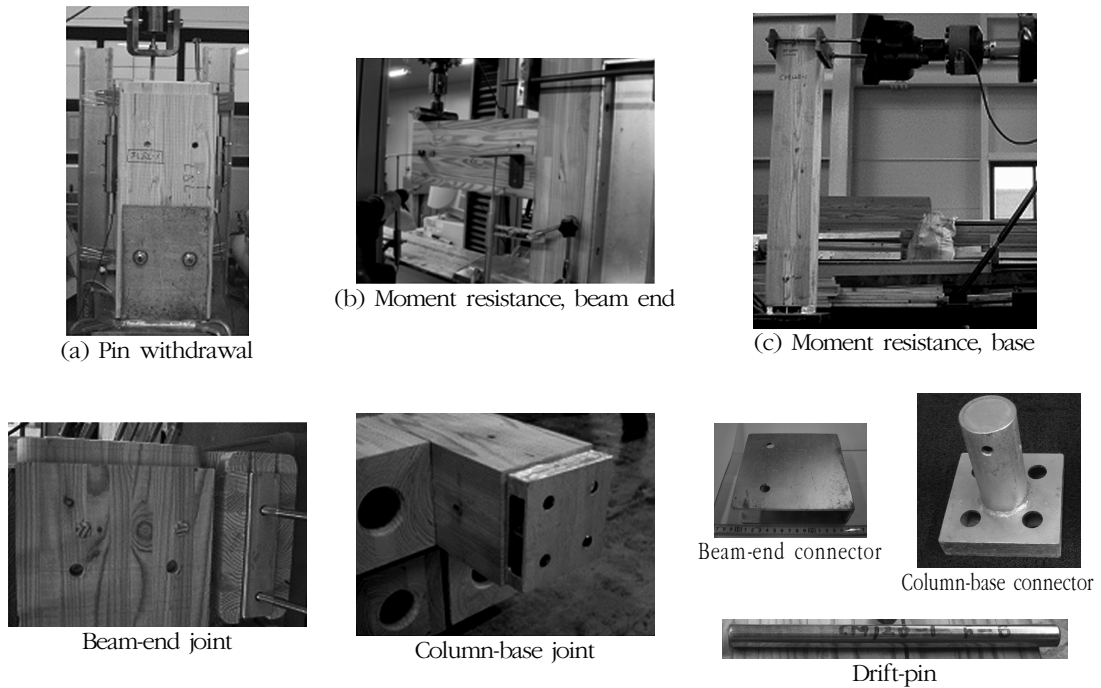 (a) Pin withdrawal
(b) Moment resistance, beam end
(c) Moment resistance, base
Beam-end joint
Column-base joint
Beam-end connector
Column-base connector
Drift-pin